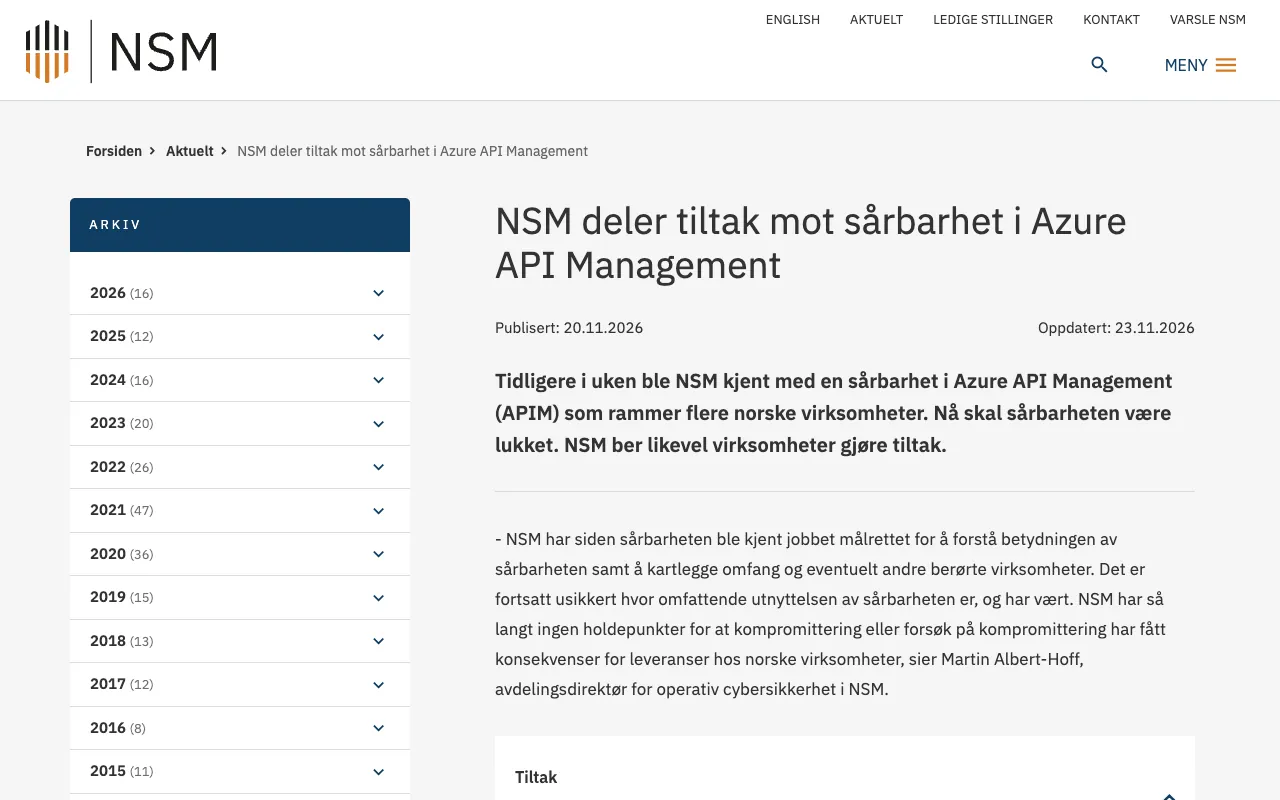 NSM
ENGLISH AKTUELT LEDIGE STILLINGER KONTAKT VARSLE NSM
MENY
Forsiden Aktuelt NSM deler tiltak mot sårbarhet i Azure API Management
ARKIV
2026 (16)
2025 (12)
2024 (16)
2023 (20)
2022 (26)
2021 (47)
2020 (36)
2019 (15)
2018 (13)
2017 (12)
2016 (8)
2015 (11)
NSM deler tiltak mot sårbarhet i Azure
API Management
Publisert: 20.11.2026 Oppdatert: 23.11.2026
Tidligere i uken ble NSM kjent med en sårbarhet i Azure API Management
(APIM) som rammer flere norske virksomheter. Nå skal sårbarheten være
lukket. NSM ber likevel virksomheter gjøre tiltak.
- NSM har siden sårbarheten ble kjent jobbet målrettet for å forstå betydningen av
sårbarheten samt å kartlegge omfang og eventuelt andre berørte virksomheter. Det er
fortsatt usikkert hvor omfattende utnyttelsen av sårbarheten er, og har vært. NSM har så
langt ingen holdepunkter for at kompromittering eller forsøk på kompromittering har fått
konsekvenser for leveranser hos norske virksomheter, sier Martin Albert-Hoff,
avdelingsdirektør for operativ cybersikkerhet i NSM.
Tiltak